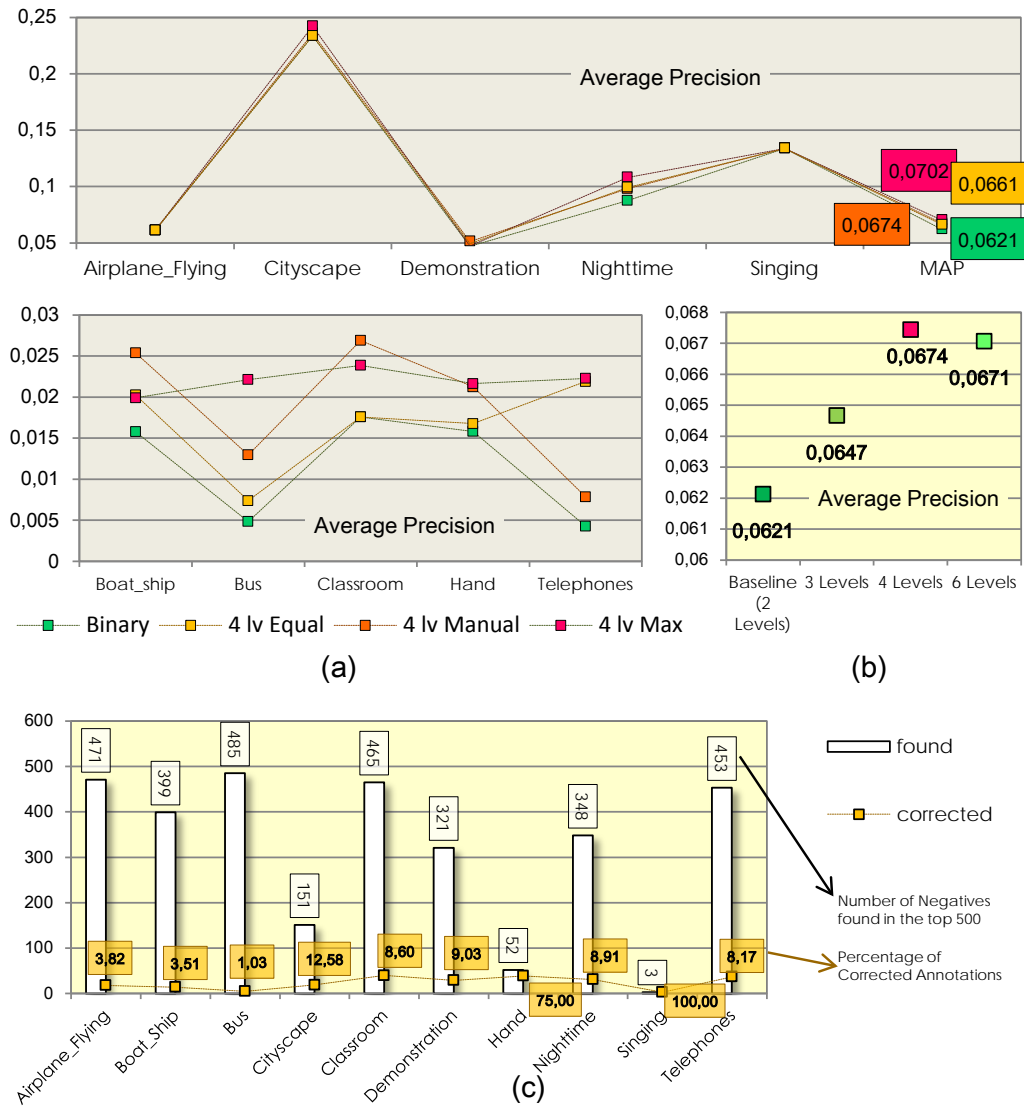 0,25
0,2
0,15
0,1
0,05
Average Precision
0,0702
0,0661
0,0674
0,0621
Airplane_Flying Cityscape Demonstration Nighttime Singing MAP
0,03
0,025
0,02
0,015
0,01
0,005
0
Average Precision
Boat_ship Bus Classroom Hand Telephones
Binary 4 lv Equal 4 lv Manual 4 lv Max
(a)
0,068
0,067
0,066
0,065
0,064
0,063
0,062
0,061
0,06
0,0674
0,0671
0,0647
0,0621
Average Precision
Baseline 3 Levels 4 Levels 6 Levels
(2
Levels)
(b)
600
500
400
300
200
100
0
471
399
485
151
465
321
52
348
3
453
3,82
3,51
1,03
12,58
8,60
9,03
75,00
8,91
100,00
8,17
Airplane_Flying
Boat_Ship
Bus
Cityscape
Classroom
Demonstration
Hand
Nighttime
Singing
Telephones
found
corrected
Number of Negatives
found in the top 500
Percentage of
Corrected Annotations
(c)